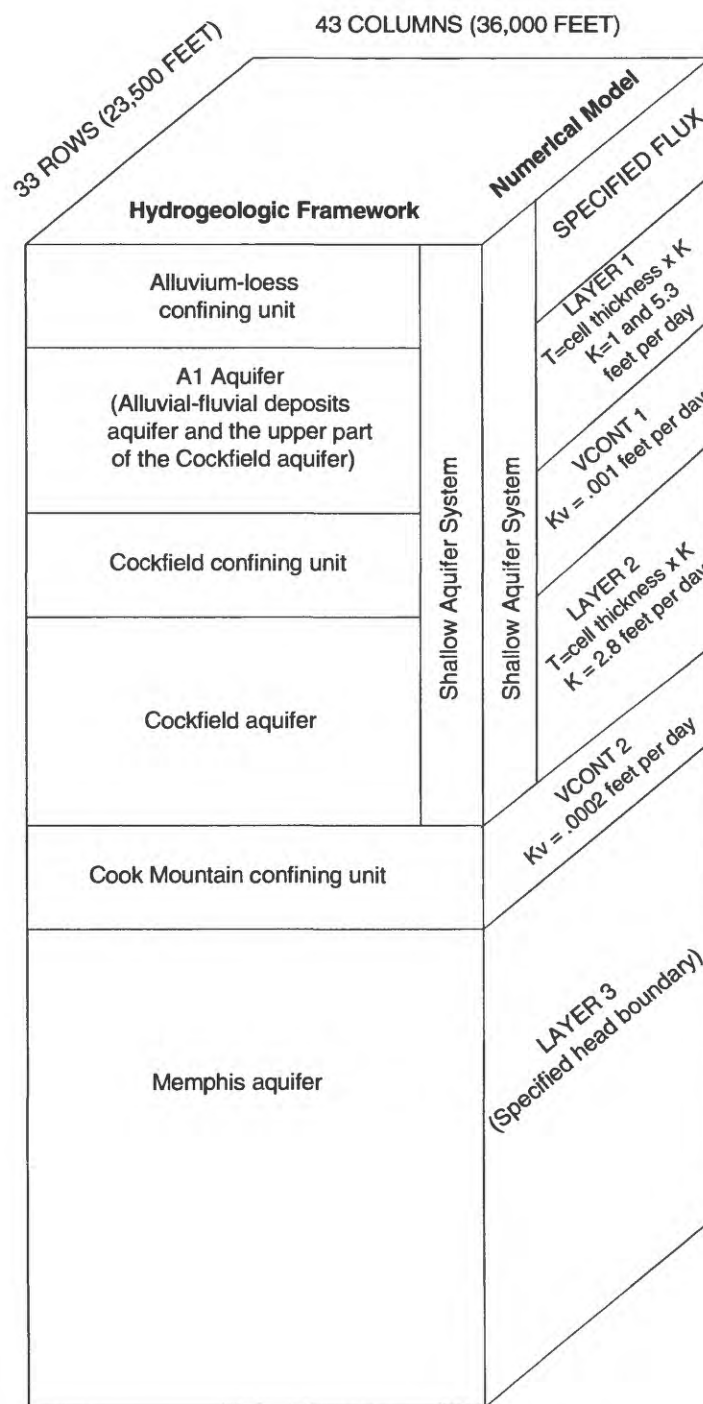 43 COLUMNS (36,000 FEET)
33 ROWS (23,500 FEET)
Numerical Model
Hydrogeologic Framework
SPECIFIED FLUX
Alluvium-loess
confining unit
LAYER 1
T=cell thickness x K
K=1 and 5.3
feet per day
A1 Aquifer
(Alluvial-fluvial deposits
aquifer and the upper part
of the Cockfield aquifer)
VCONT 1
Kv = .001 feet per day
Shallow Aquifer System
Shallow Aquifer System
Cockfield confining unit
LAYER 2
T=cell thickness x K
K = 2.8 feet per day
Cockfield aquifer
VCONT 2
Kv = .0002 feet per day
Cook Mountain confining unit
LAYER 3
(Specified head boundary)
Memphis aquifer